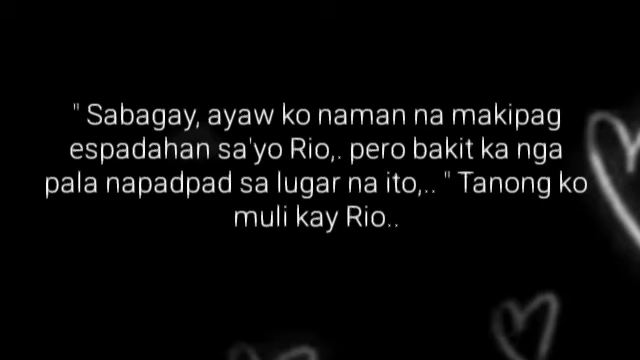 " Sabagay, ayaw ko naman na makipag
espadahan sa'yo Rio,. pero bakit ka nga
pala napadpad sa lugar na ito,.. " Tanong ko
muli kay Rio..